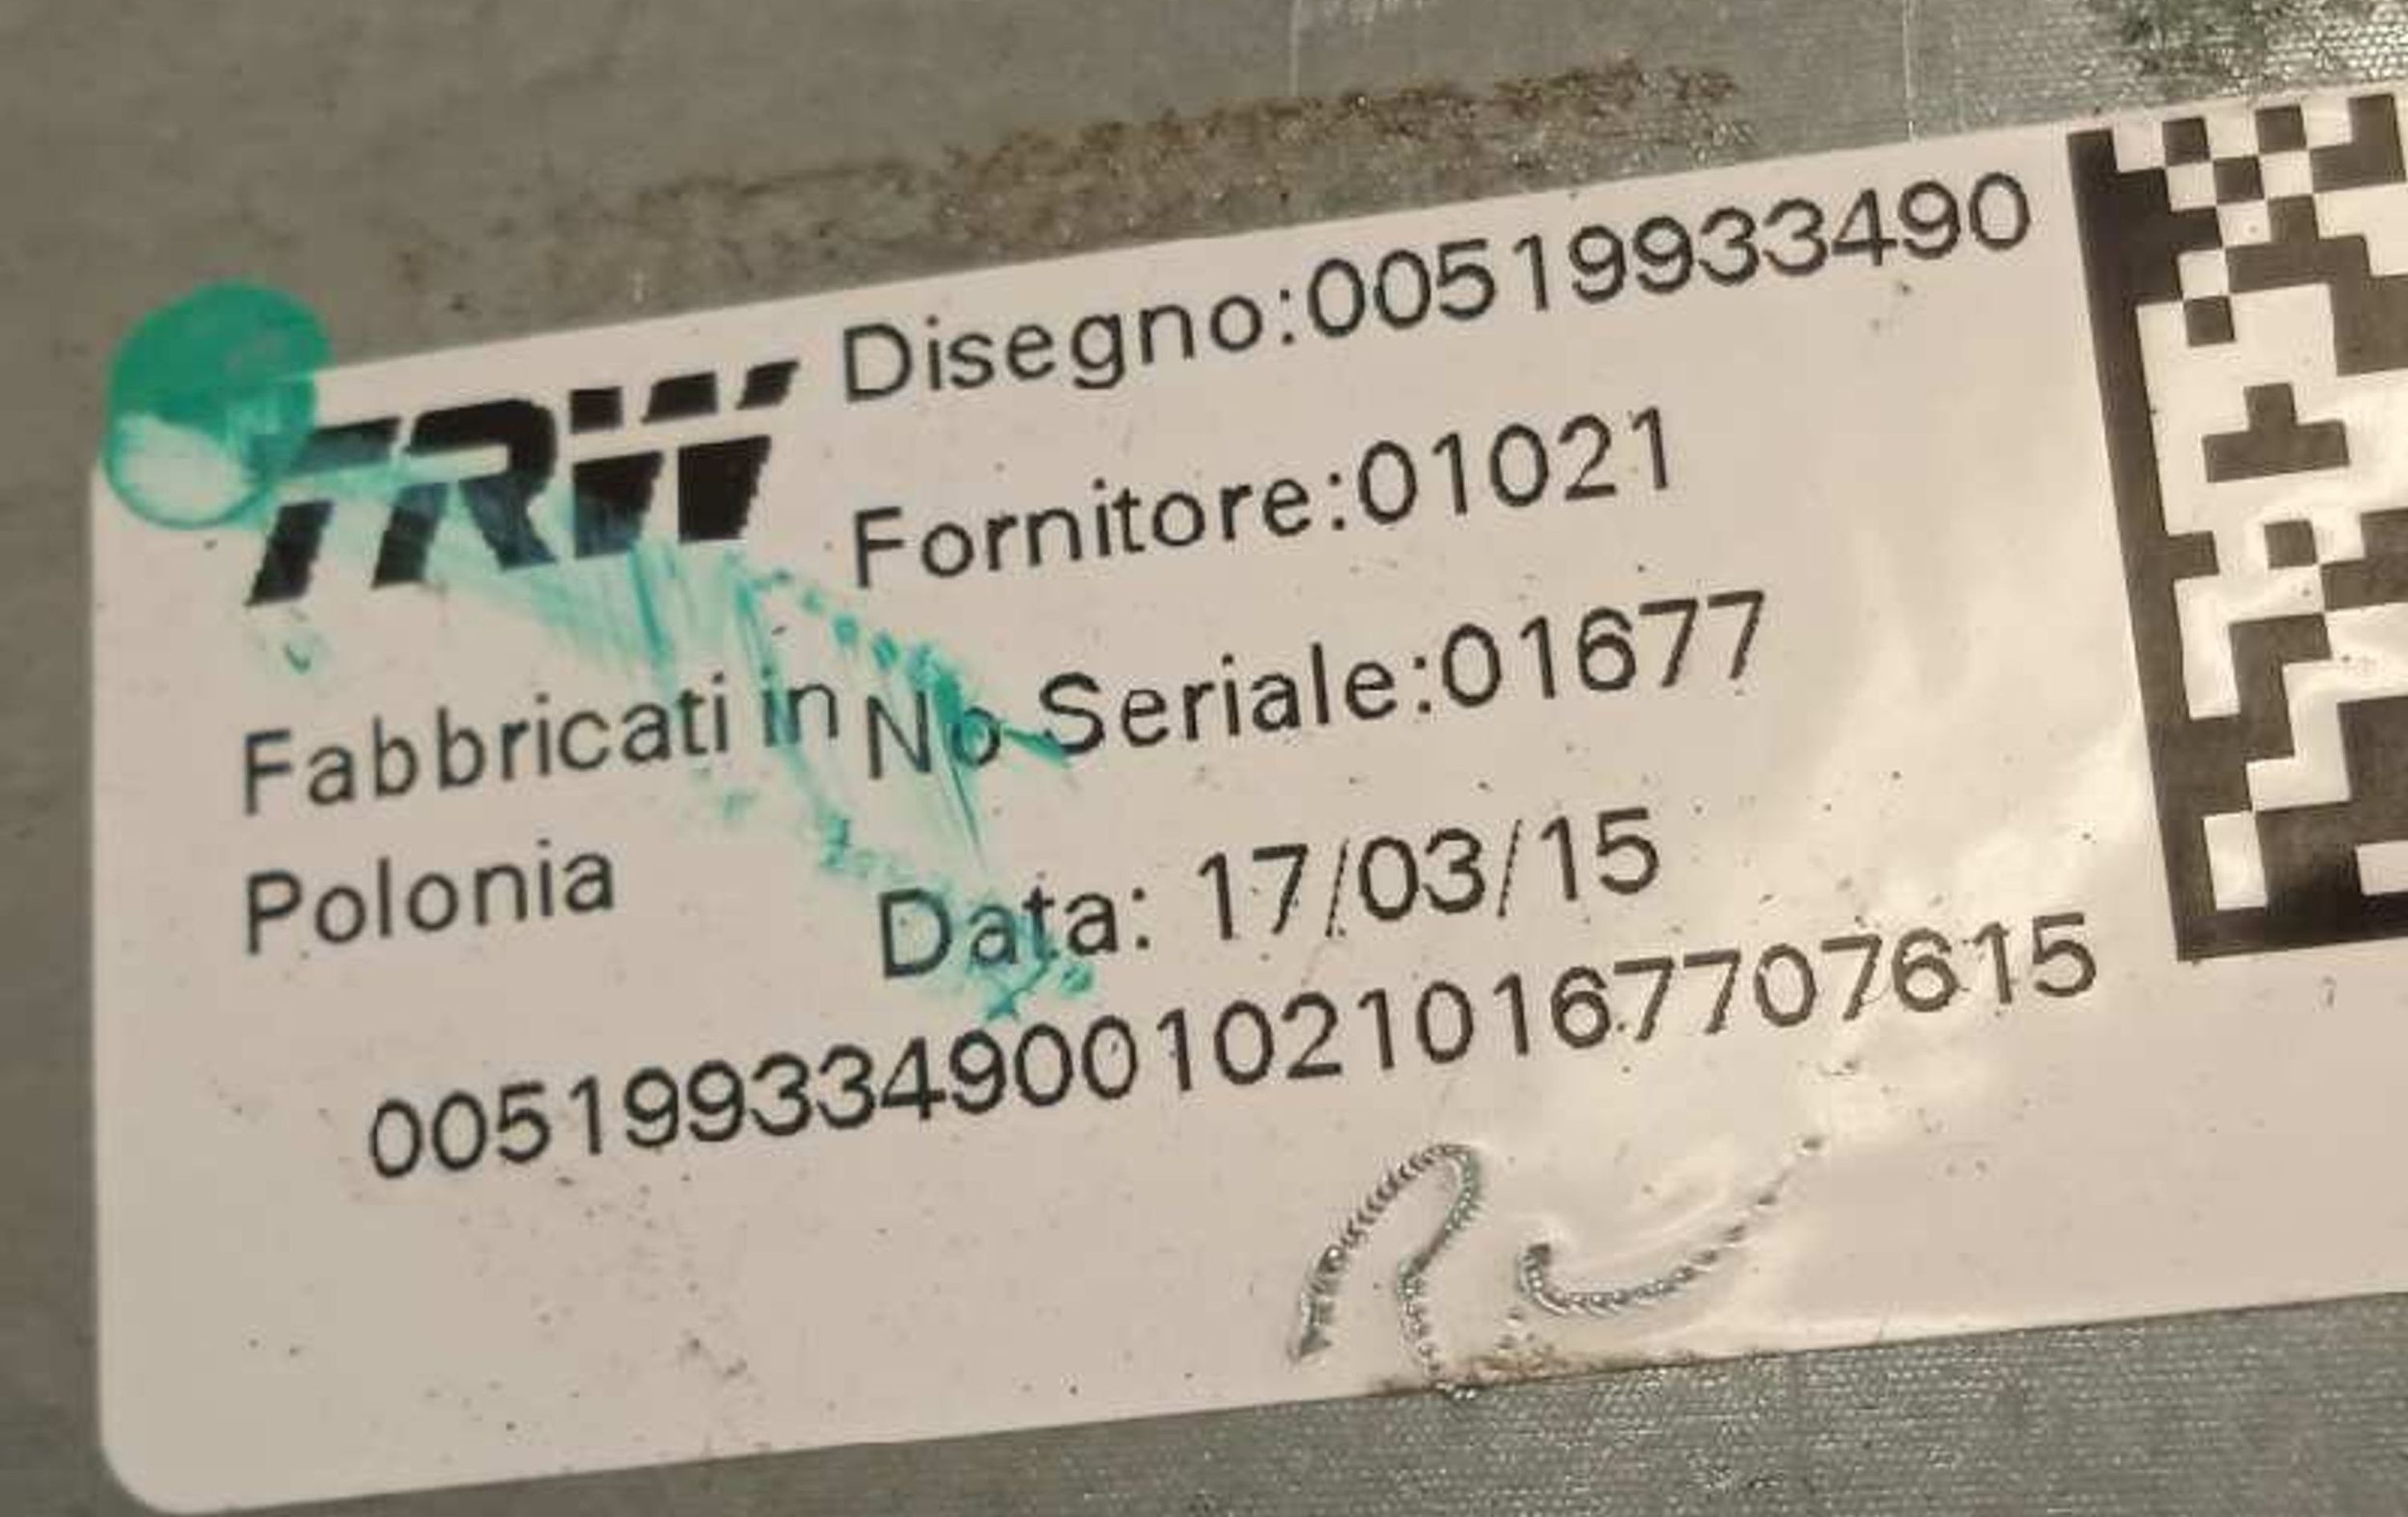 TRW
Disegno:00519933490
Fornitore:01021
Fabbricati in
Polonia
No Seriale:01677
Data: 17/03/15
00519933490010210167707615